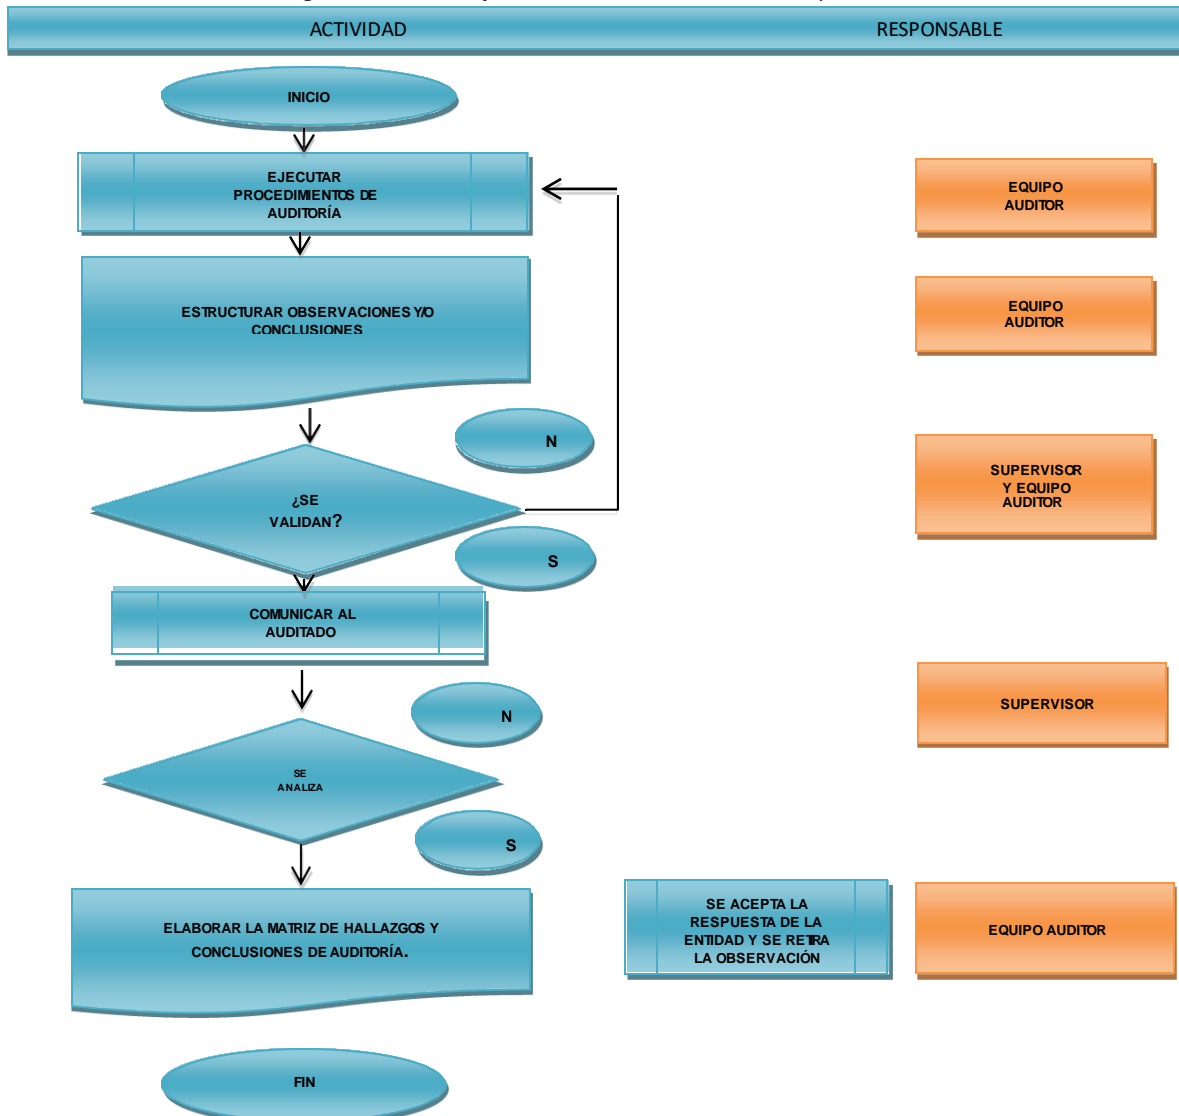 ACTIVIDAD
RESPONSABLE
INICIO
EJECUTAR
PROCEDIMIENTOS DE
AUDITORÍA
EQUIPO
AUDITOR
ESTRUCTURAR OBSERVACIONES Y/O
CONCLUSIONES
EQUIPO
AUDITOR
N
¿SE
VALIDAN?
SUPERVISOR
Y EQUIPO
AUDITOR
S
COMUNICAR AL
AUDITADO
N
SUPERVISOR
SE
ANALIZA
S
ELABORAR LA MATRIZ DE HALLAZGOS Y
CONCLUSIONES DE AUDITORÍA.
SE ACEPTA LA
RESPUESTA DE LA
ENTIDAD Y SE RETIRA
LA OBSERVACIÓN
EQUIPO AUDITOR
FIN